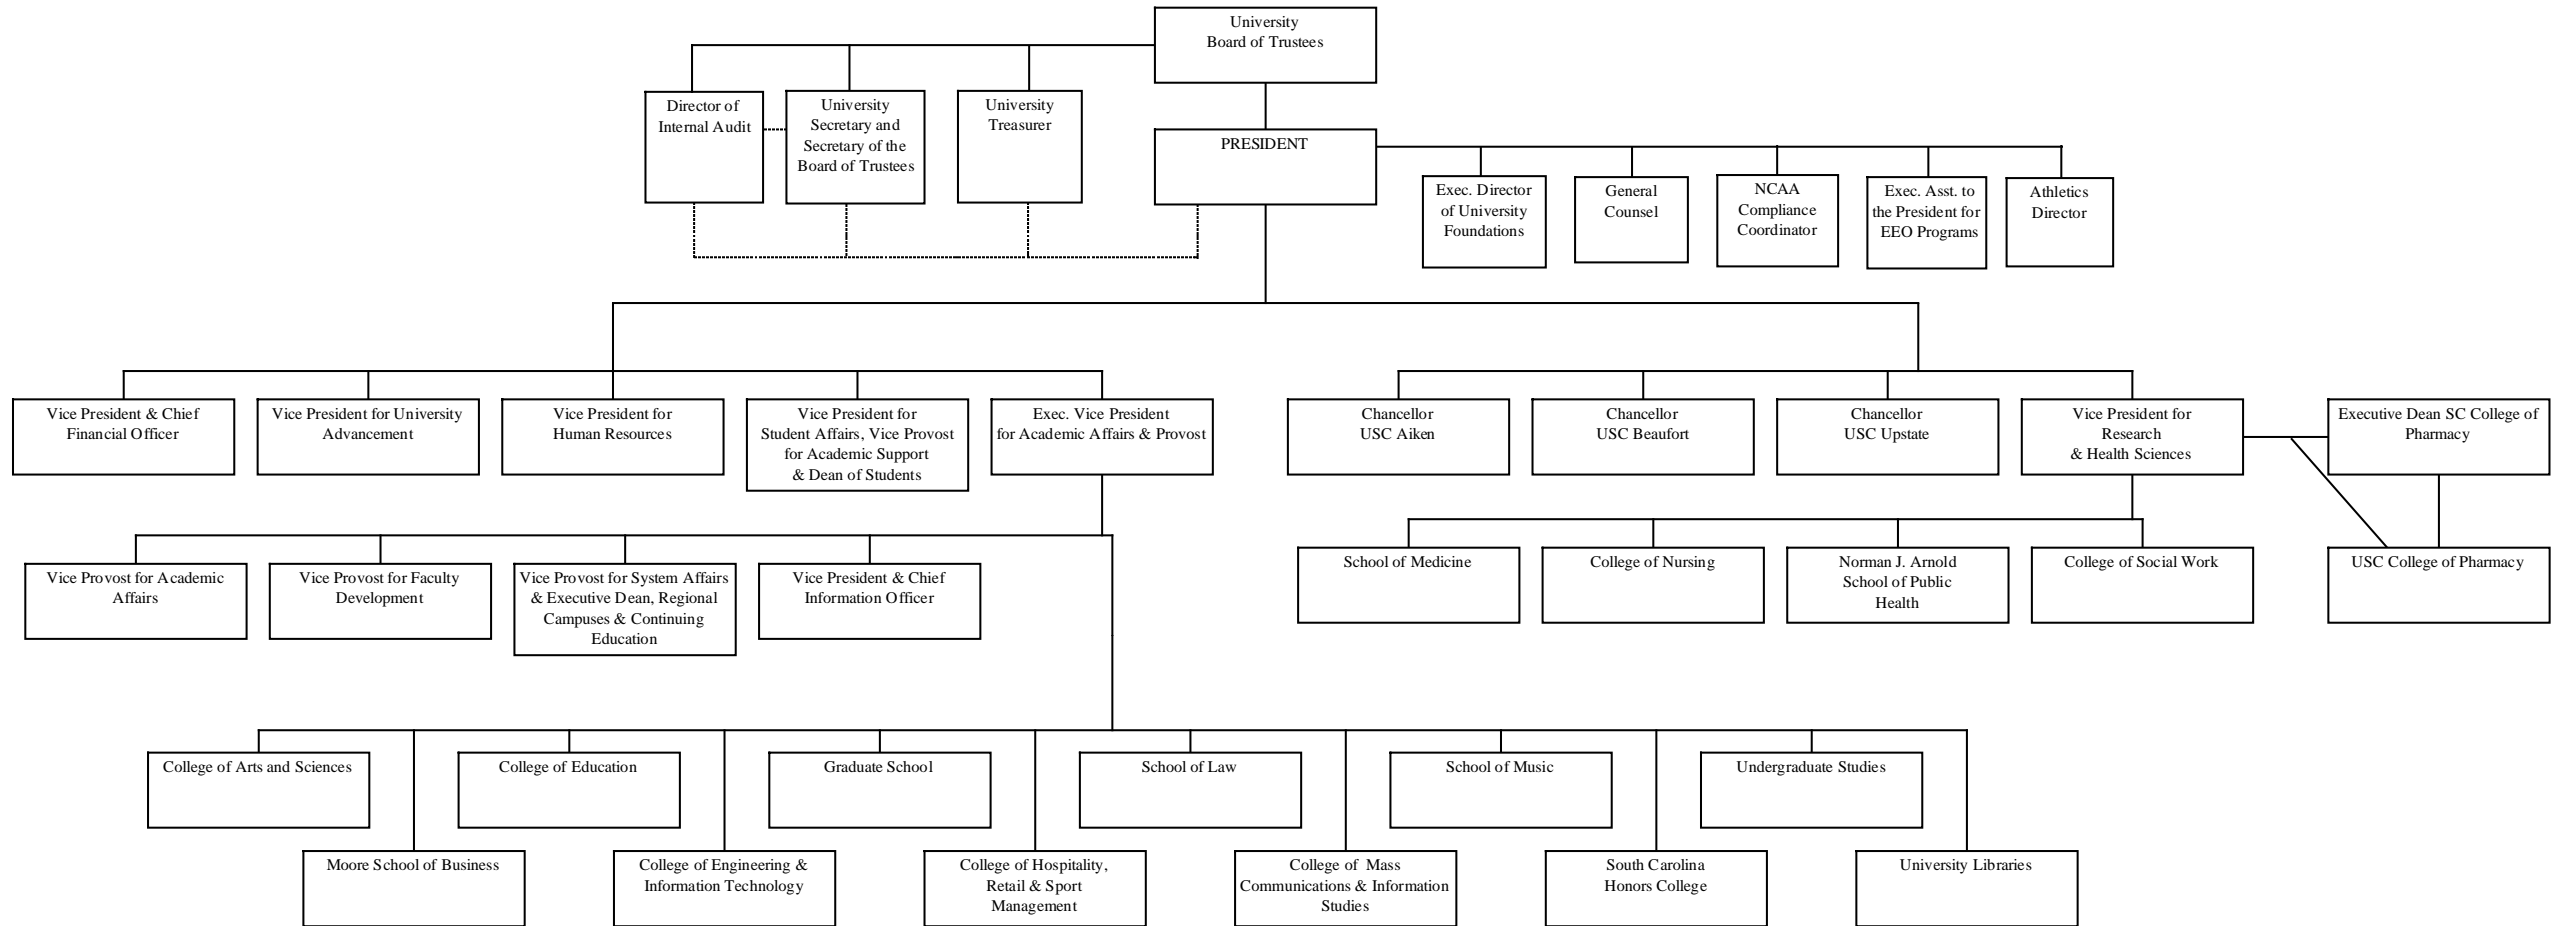 University
Board of Trustees
Director of
Internal Audit
University
Secretary and
Secretary of the
Board of Trustees
University
Treasurer
PRESIDENT
Exec. Director
of University
Foundations
General
Counsel
NCAA
Compliance
Coordinator
Exec. Asst. to
the President for
EEO Programs
Athletics
Director
Vice President & Chief
Financial Officer
Vice President for University
Advancement
Vice President for
Human Resources
Vice President for
Student Affairs, Vice Provost
for Academic Support
& Dean of Students
Exec. Vice President
for Academic Affairs & Provost
Chancellor
USC Aiken
Chancellor
USC Beaufort
Chancellor
USC Upstate
Vice President for
Research
& Health Sciences
Executive Dean SC College of
Pharmacy
Vice Provost for Academic
Affairs
Vice Provost for Faculty
Development
Vice Provost for System Affairs
& Executive Dean, Regional
Campuses & Continuing
Education
Vice President & Chief
Information Officer
School of Medicine
College of Nursing
Norman J. Arnold
School of Public
Health
College of Social Work
USC College of Pharmacy
College of Arts and Sciences
College of Education
Graduate School
School of Law
School of Music
Undergraduate Studies
Moore School of Business
College of Engineering &
Information Technology
College of Hospitality,
Retail & Sport
Management
College of Mass
Communications & Information
Studies
South Carolina
Honors College
University Libraries